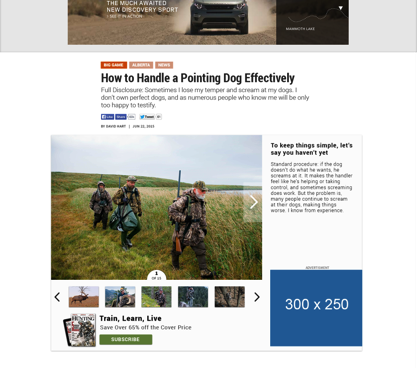 THE MUCH AWAITED
NEW DISCOVERY SPORT
SEE IT IN ACTION
MAMMOTH LAKE
BIG GAME ALBERTA NEWS
How to Handle a Pointing Dog Effectively
Full Disclosure: Sometimes I lose my temper and scream at my dogs. I
don't own perfect dogs, and as numerous people who know me will be only
too happy to testify.
Like Share
Tweet
BY DAVID HART | JUN 22, 2010
To keep things simple, let's
say you haven't yet
Standard procedure: if the dog
doesn't do what he wants, he
screams at it. It makes the handler
feel like he's helping or taking
control, and sometimes screaming
does work. But the problem is,
many people continue to scream
at their dogs, making things
worse. I know from experience.
1
OF 13
ADVERTISEMENT
300 x 250
HUNTING
Train, Learn, Live
Save Over 65% off the Cover Price
SUBSCRIBE